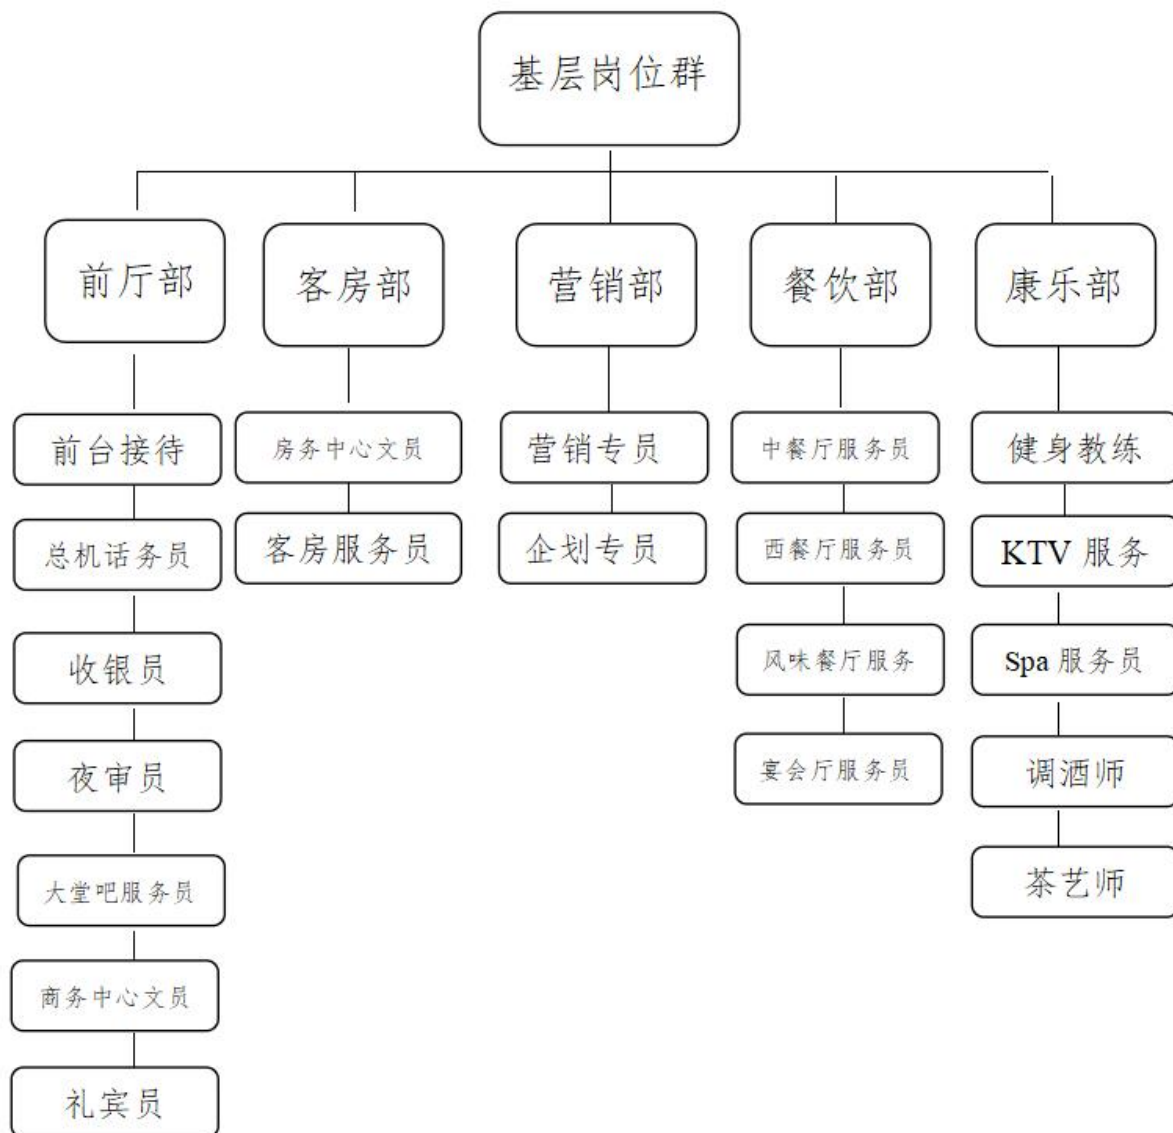 基层岗位群
前厅部
客房部
营销部
餐饮部
康乐部
前台接待
房务中心文员
营销专员
中餐厅服务员
健身教练
总机话务员
客房服务员
企划专员
西餐厅服务员
KTV 服务
收银员
风味餐厅服务
Spa 服务员
夜审员
宴会厅服务员
调酒师
大堂吧服务员
茶艺师
商务中心文员
礼宾员